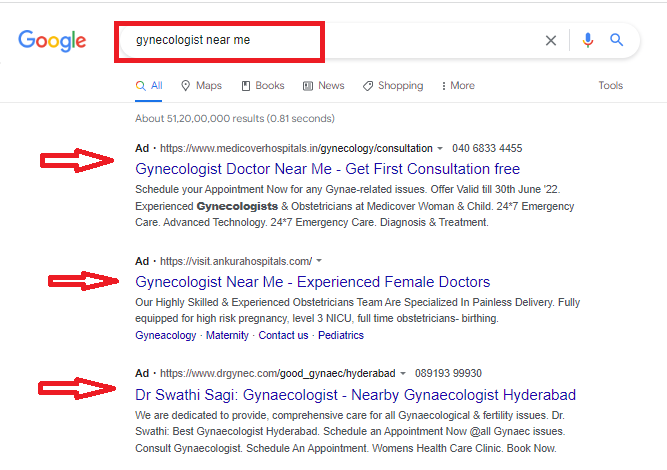 Google
gynecologist near me
All Maps Books News Shopping More Tools
About 51,20,00,000 results (0.81 seconds)
Ad · https://www.medicoverhospitals.in/gynecology/consultation 040 6833 4455
Gynecologist Doctor Near Me - Get First Consultation free
Schedule your Appointment Now for any Gynae-related issues. Offer Valid till 30th June '22.
Experienced Gynecologists & Obstetricians at Medicover Woman & Child. 24*7 Emergency
Care. Advanced Technology. 24*7 Emergency Care. Diagnosis & Treatment.
Ad · https://visit.ankurahospitals.com/
Gynecologist Near Me - Experienced Female Doctors
Our Highly Skilled & Experienced Obstetricians Team Are Specialized In Painless Delivery. Fully
equipped for high risk pregnancy, level 3 NICU, full time obstetricians- birthing.
Gyneacology · Maternity · Contact us · Pediatrics
Ad · https://www.drgynec.com/good_gynaec/hyderabad 089193 99930
Dr Swathi Sagi: Gynaecologist - Nearby Gynaecologist Hyderabad
We are dedicated to provide, comprehensive care for all Gynaecological & fertility issues. Dr.
Swathi: Best Gynaecologist Hyderabad. Schedule an Appointment Now @all Gynaec issues.
Consult Gynaecologist. Schedule An Appointment. Womens Health Care Clinic. Book Now.